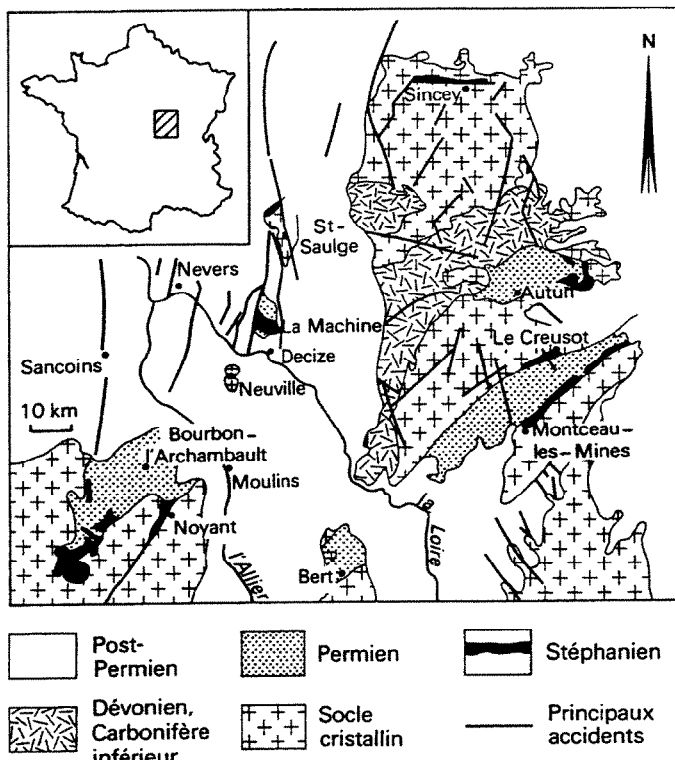 N
Sincey
St-
Saulge
Nevers
Autun
La Machine
Le Creusot
Decize
Sancoins
Neuville
10 km
Bourbon-
l'Archambault
Montceau-
les-Mines
Moulins
Noyant
Loire
l'Allier
Bert
Post-
Permien
Permien
Stéphanien
Dévonien,
Carbonifère
inférieur
Socle
cristallin
Principaux
accidents